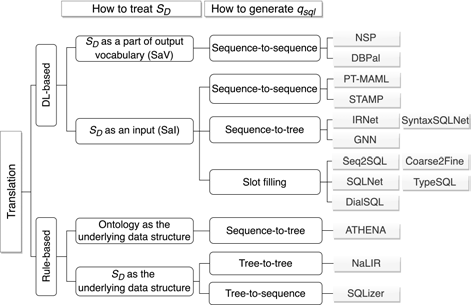 How to treat S_D
How to generate q_sql
S_D as a part of output
vocabulary (SaV)
Sequence-to-sequence
NSP
DBPal
DL-based
Sequence-to-sequence
PT-MAML
STAMP
S_D as an input (SaI)
Sequence-to-tree
IRNet
SyntaxSQLNet
GNN
Slot filling
Seq2SQL
Coarse2Fine
SQLNet
TypeSQL
DialSQL
Translation
Rule-based
Ontology as the
underlying data structure
Sequence-to-tree
ATHENA
S_D as the
underlying data structure
Tree-to-tree
NaLIR
Tree-to-sequence
SQLizer